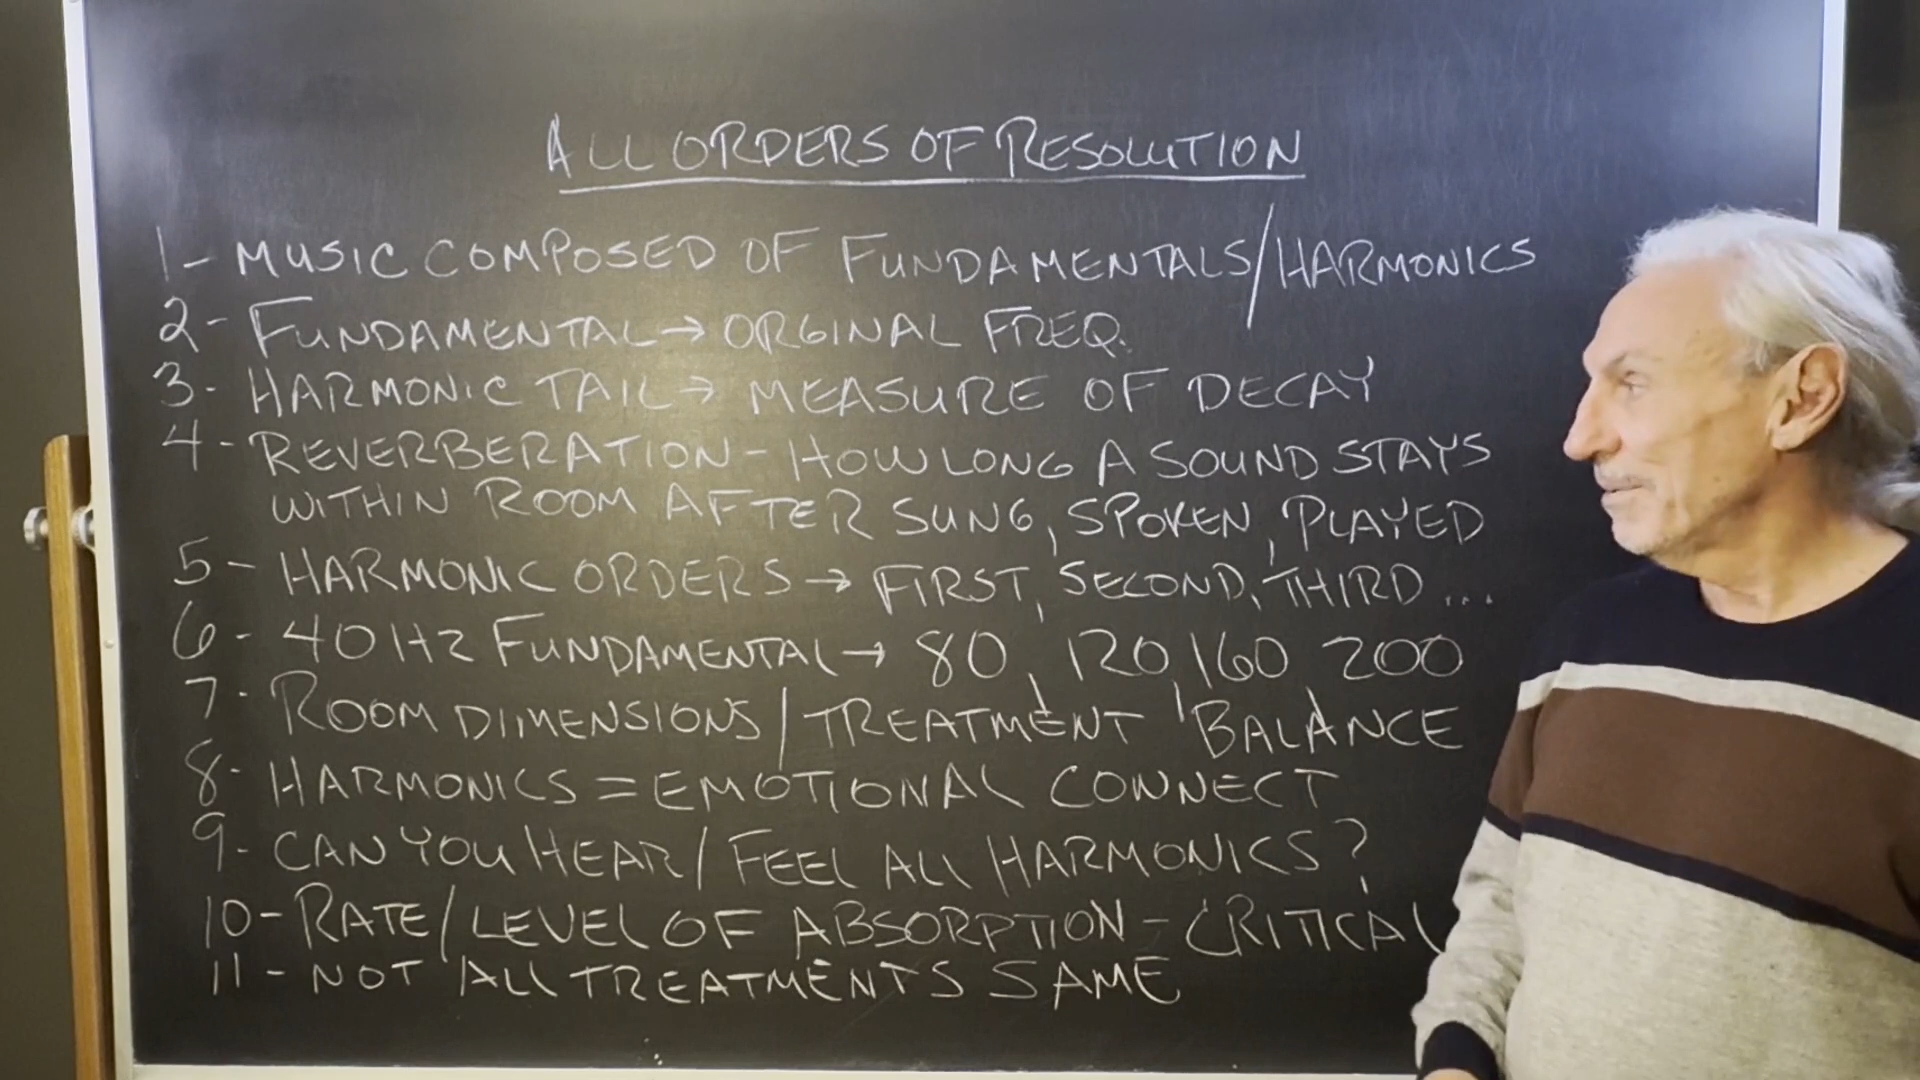 ALL ORDERS OF RESOLUTION
1- MUSIC COMPOSED OF FUNDAMENTALS/HARMONICS
2- FUNDAMENTAL → ORGINAL FREQ.
3- HARMONIC TAIL → MEASURE OF DECAY
4- REVERBERATION - HOW LONG A SOUND STAYS
WITHIN ROOM AFTER SUNG, SPOKEN, PLAYED
5- HARMONIC ORDERS → FIRST, SECOND, THIRD...
6- 40 HZ FUNDAMENTAL → 80, 120, 160, 200
7- ROOM DIMENSIONS/TREATMENT BALANCE
8- HARMONICS = EMOTIONAL CONNECT
9- CAN YOU HEAR/FEEL ALL HARMONICS?
10- RATE/LEVEL OF ABSORPTION - CRITICAL
11- NOT ALL TREATMENTS SAME